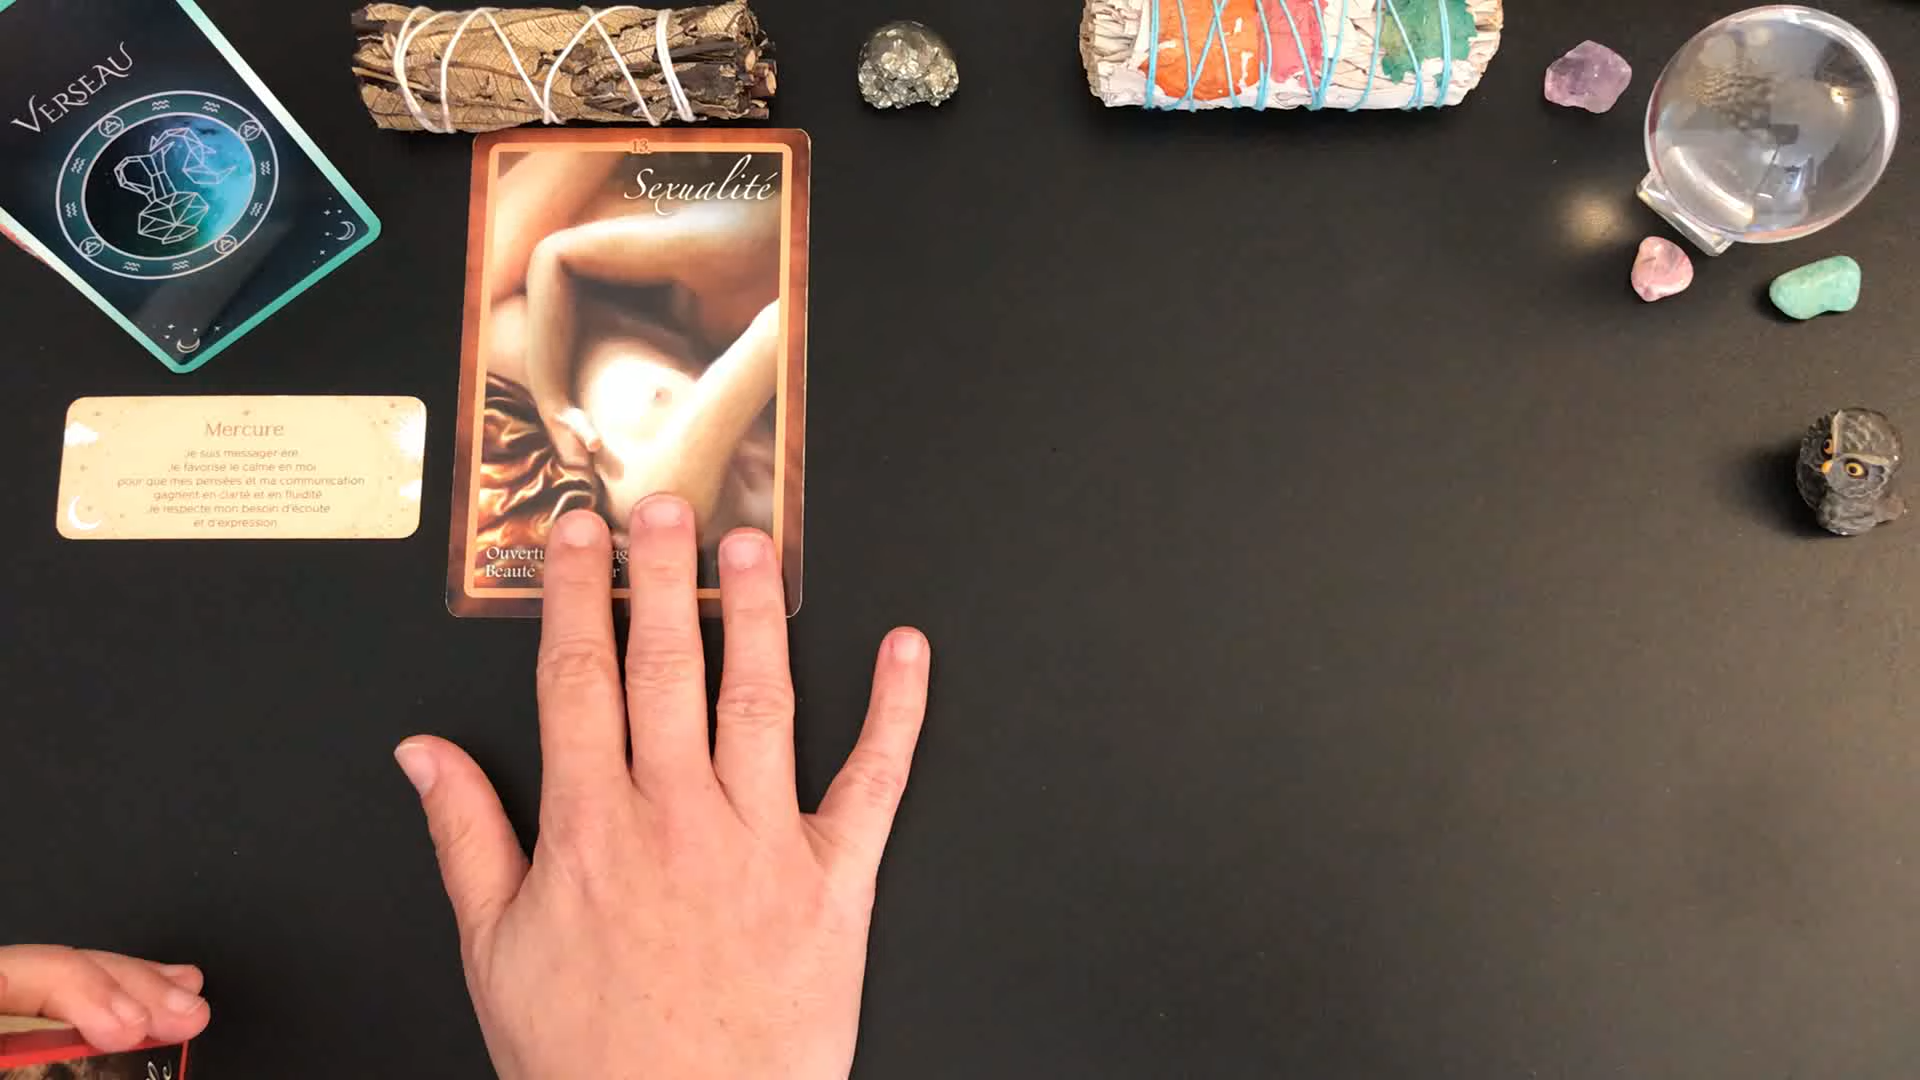 VERSEAU
13.
Sexualité
Mercure
Je suis messager·ère
Je favorise le calme en moi
pour que mes pensées et ma communication
gagnent en clarté et en fluidité
Je respecte mon besoin d'écoute
et d'expression
Beauté